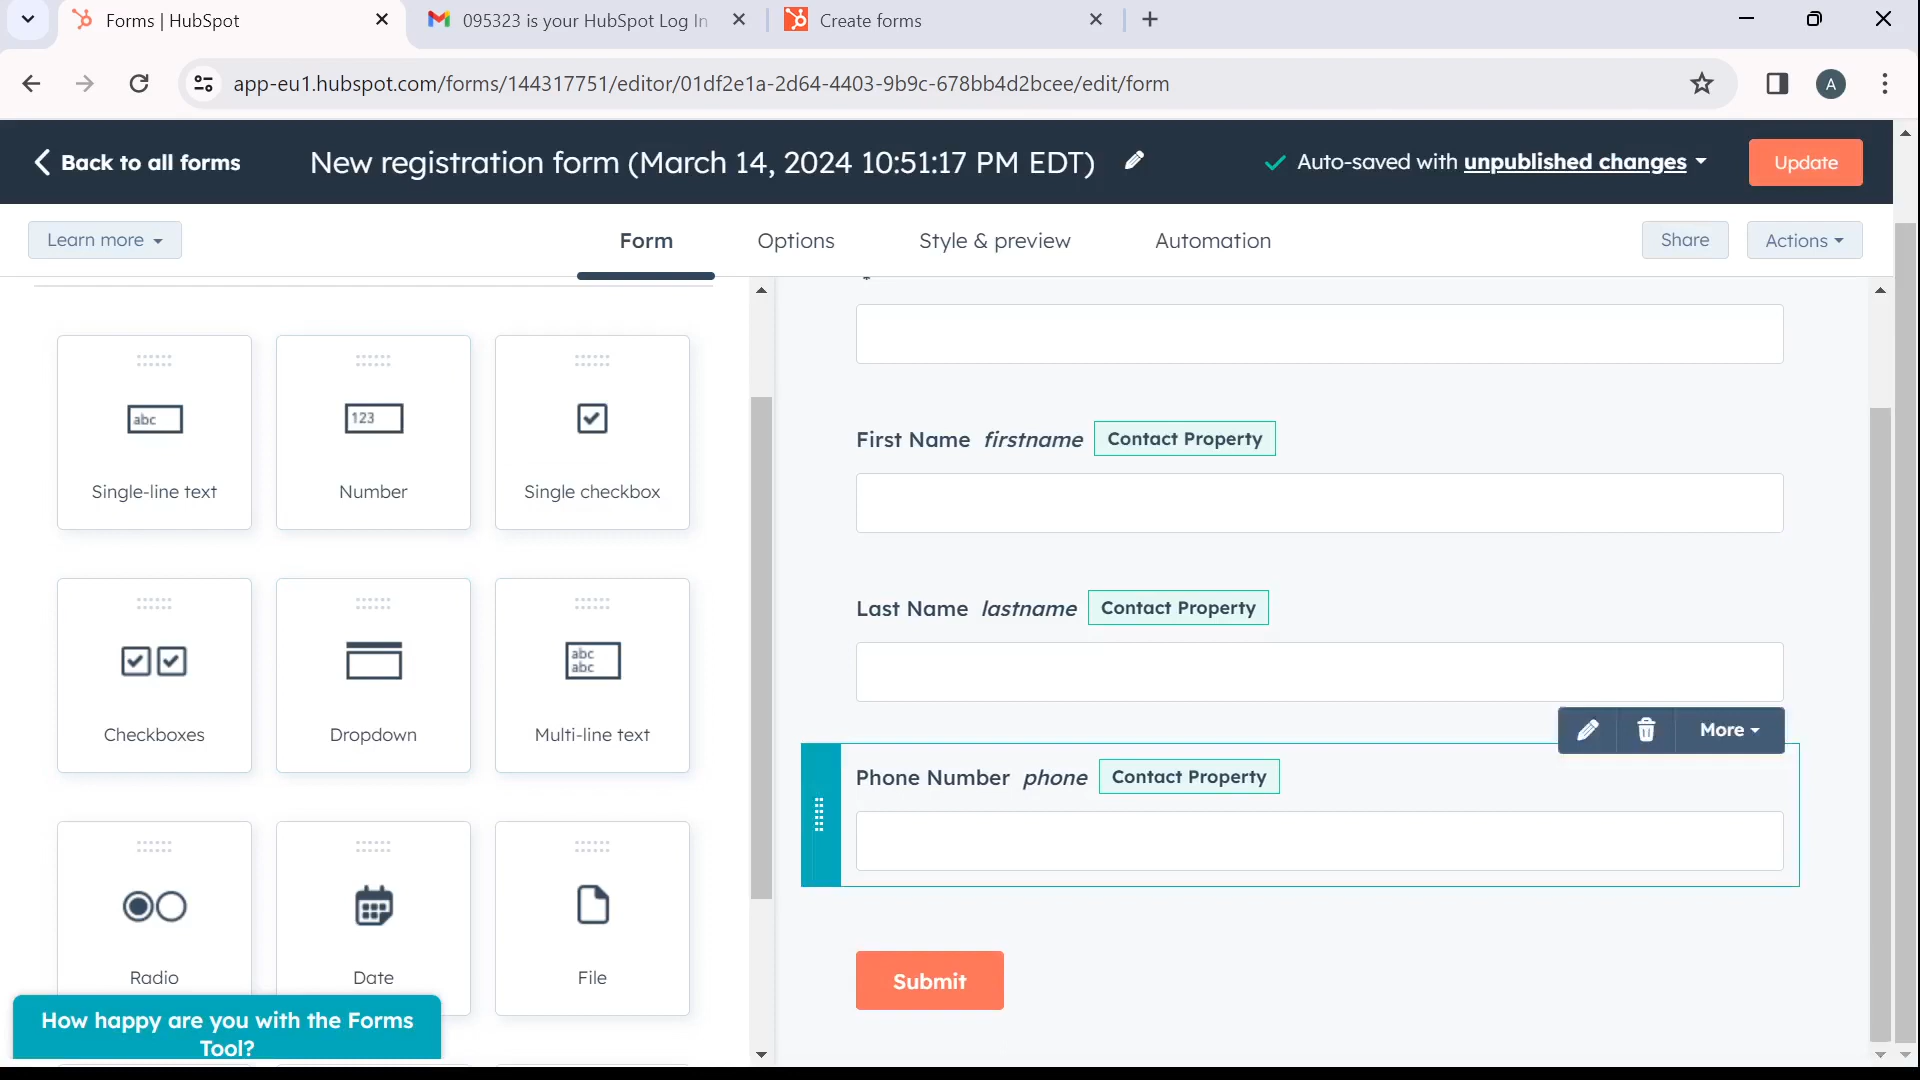 Forms | HubSpot
095323 is your HubSpot Log In
Create forms
app-eu1.hubspot.com/forms/144317751/editor/01df2e1a-2d64-4403-9b9c-678bb4d2bcee/edit/form
A
Back to all forms
New registration form (March 14, 2024 10:51:17 PM EDT)
Auto-saved with unpublished changes
Update
Learn more
Form
Options
Style & preview
Automation
Share
Actions
abc
Single-line text
123
Number
Single checkbox
Checkboxes
Dropdown
abc
abc
Multi-line text
Radio
Date
File
How happy are you with the Forms
Tool?
First Name firstname Contact Property
Last Name lastname Contact Property
More
Phone Number phone Contact Property
Submit